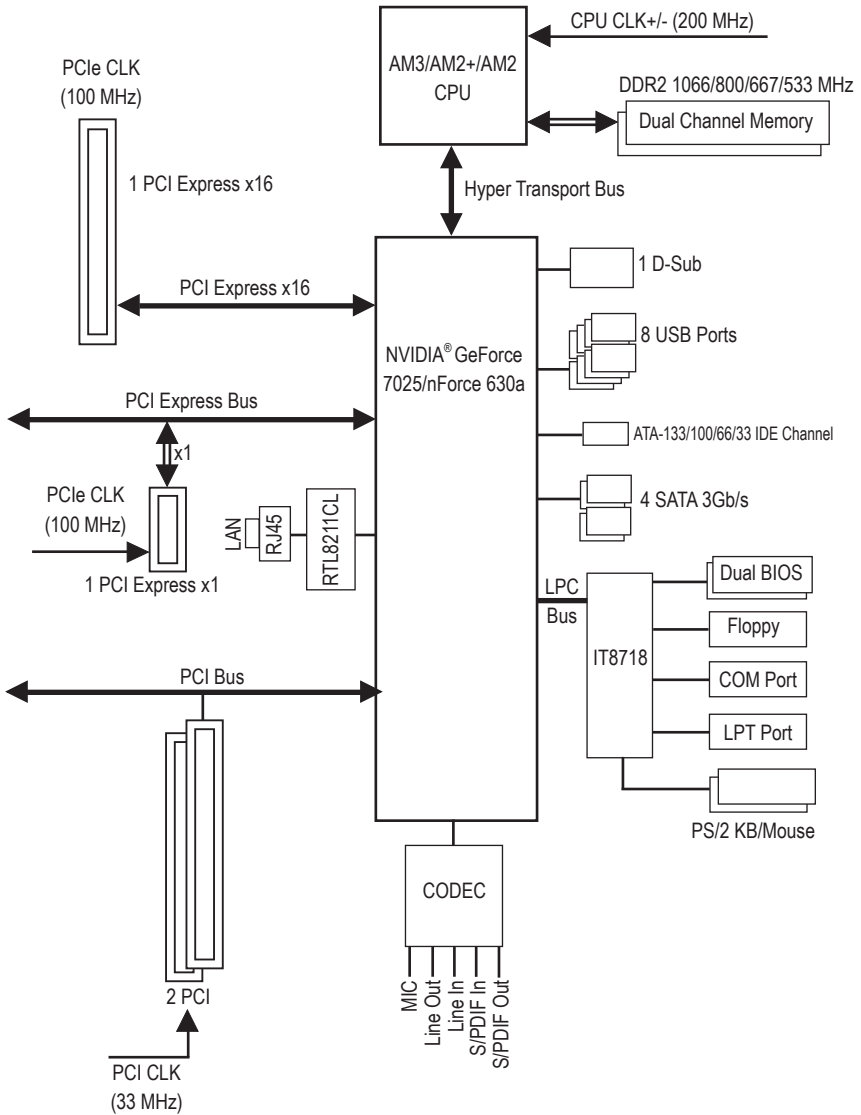 CPU CLK+/- (200 MHz)
AM3/AM2+/AM2
CPU
DDR2 1066/800/667/533 MHz
Dual Channel Memory
Hyper Transport Bus
PCIe CLK
(100 MHz)
1 PCI Express x16
PCI Express x16
NVIDIA® GeForce
7025/nForce 630a
1 D-Sub
8 USB Ports
ATA-133/100/66/33 IDE Channel
4 SATA 3Gb/s
PCI Express Bus
x1
PCIe CLK
(100 MHz)
1 PCI Express x1
LAN
RJ45
RTL8211CL
LPC
Bus
IT8718
Dual BIOS
Floppy
COM Port
LPT Port
PS/2 KB/Mouse
PCI Bus
2 PCI
PCI CLK
(33 MHz)
CODEC
MIC
Line Out
Line In
S/PDIF In
S/PDIF Out